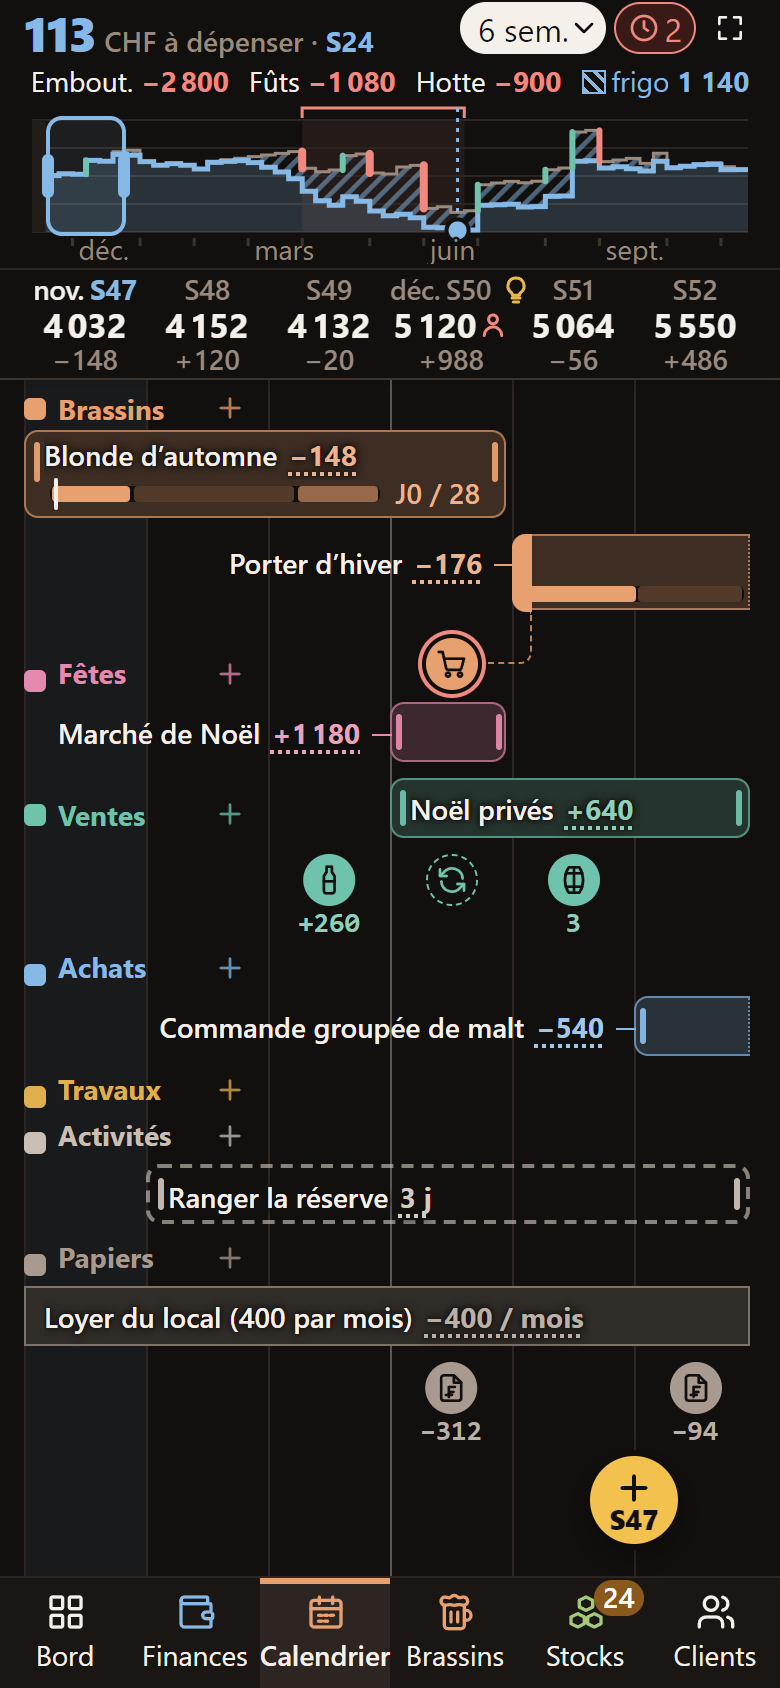 113 CHF à dépenser · S24
6 sem.
2
Embout. −2 800 Fûts −1 080 Hotte −900 frigo 1 140
déc. mars juin sept.
nov. S47 S48 S49 déc. S50 S51 S52
4 032 4 152 4 132 5 120 5 064 5 550
−148 +120 −20 +988 −56 +486
Brassins +
Blonde d’automne −148
J0 / 28
Porter d’hiver −176
Fêtes +
Marché de Noël +1 180
Ventes +
Noël privés +640
+260 3
Achats +
Commande groupée de malt −540
Travaux +
Activités +
Ranger la réserve 3 j
Papiers +
Loyer du local (400 par mois) −400 / mois
−312 −94
+
S47
24
Bord Finances Calendrier Brassins Stocks Clients